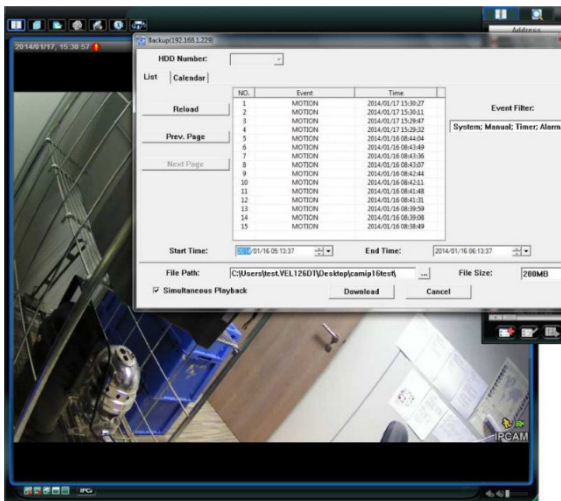 Address
2014/01/17, 15:30:57
Backup(192.168.1.229)
HDD Number:
List Calendar
NO. Event Time
1 MOTION 2014/01/17 15:30:27
2 MOTION 2014/01/17 15:30:11
3 MOTION 2014/01/17 15:29:47
4 MOTION 2014/01/17 15:29:32
5 MOTION 2014/01/16 08:44:04
6 MOTION 2014/01/16 08:43:49
7 MOTION 2014/01/16 08:43:36
8 MOTION 2014/01/16 08:43:07
9 MOTION 2014/01/16 08:42:44
10 MOTION 2014/01/16 08:42:11
11 MOTION 2014/01/16 08:41:48
12 MOTION 2014/01/16 08:41:31
13 MOTION 2014/01/16 08:39:59
14 MOTION 2014/01/16 08:39:08
15 MOTION 2014/01/16 08:38:49
Reload
Prev. Page
Next Page
Event Filter:
System; Manual; Timer; Alarm
Start Time: 2014/01/16 05:13:37 End Time: 2014/01/16 06:13:37
File Path: C:\Users\test.VEL126DT\Desktop\camip16test\ ... File Size: 200MB
Simultaneous Playback Download Cancel
IPCAM